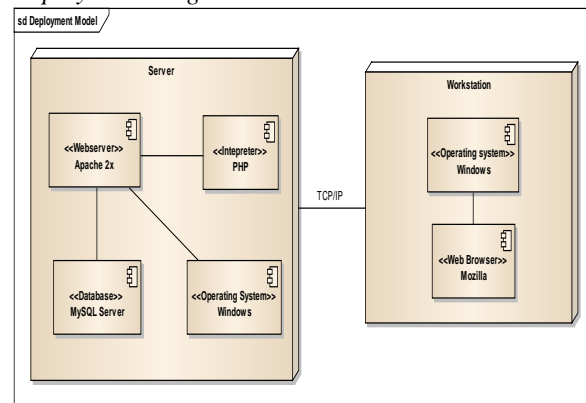 sd Deployment Model
Server
<<Webserver>>
Apache 2x
<<Intepreter>>
PHP
<<Database>>
MySQL Server
<<Operating System>>
Windows
TCP/IP
Workstation
<<Operating system>>
Windows
<<Web Browser>>
Mozilla